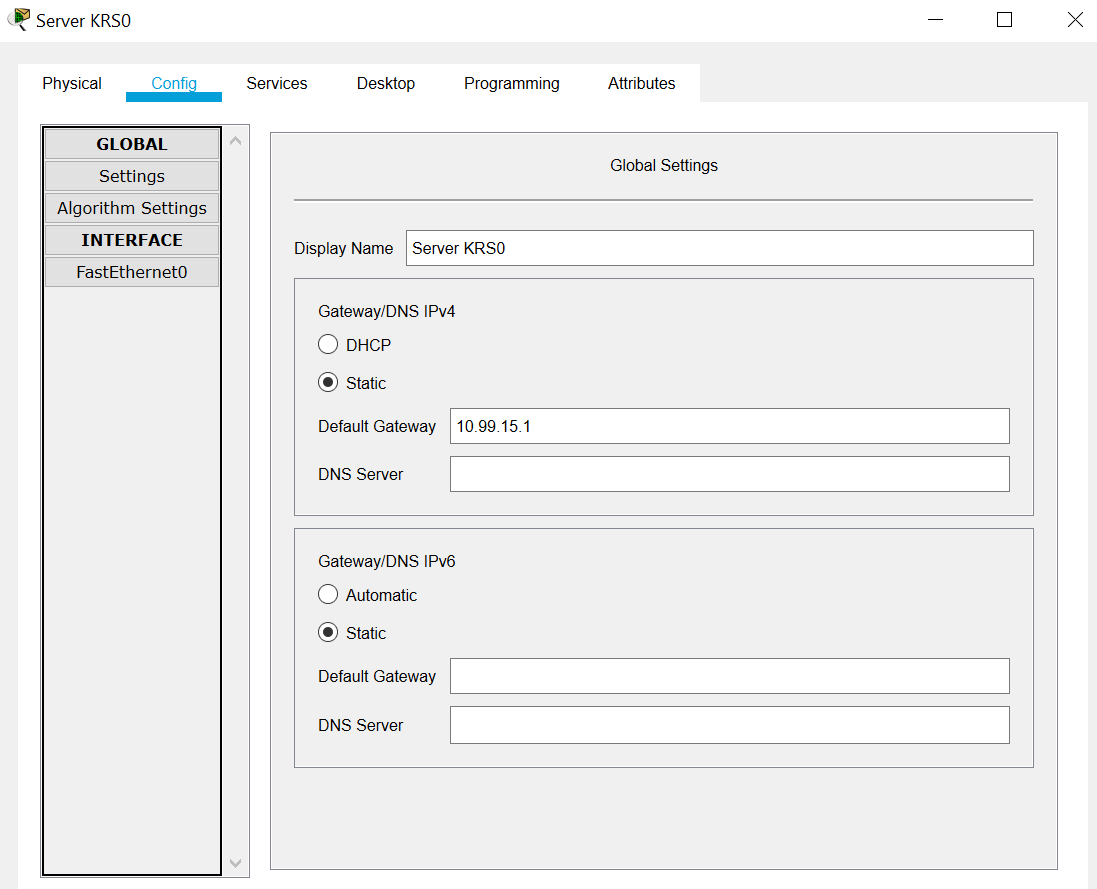 Server KRS0
Physical Config Services Desktop Programming Attributes
GLOBAL
Settings
Algorithm Settings
INTERFACE
FastEthernet0
Global Settings
Display Name Server KRS0
Gateway/DNS IPv4
DHCP
Static
Default Gateway 10.99.15.1
DNS Server
Gateway/DNS IPv6
Automatic
Static
Default Gateway
DNS Server